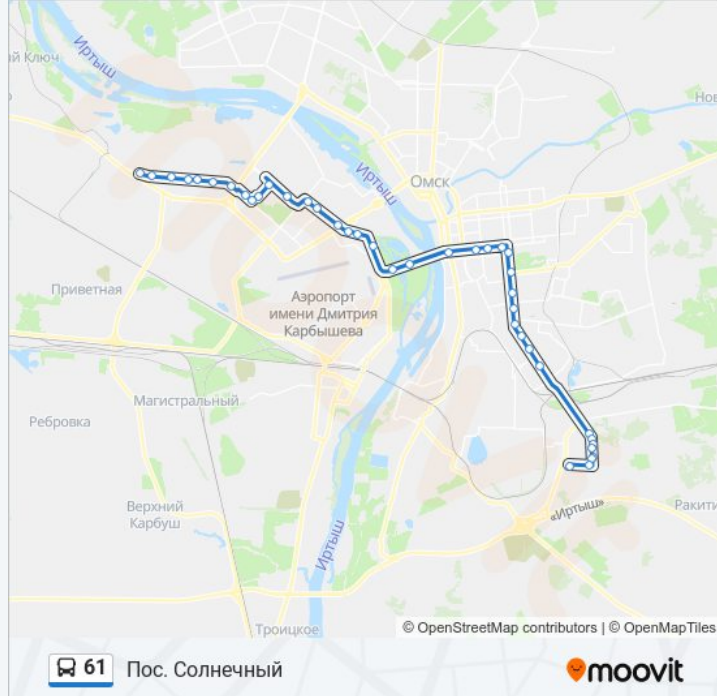 Иртыш
ий Ключ
о
Нов
Иртыш
Омск
Приветная
Аэропорт
имени Дмитрия
Карбышева
Магистральный
Ребровка
Верхний
Карбуш
«Иртыш»
Ракити
Иртыш
Троицкое
© OpenStreetMap contributors | © OpenMapTiles
61 Пос. Солнечный
moovit